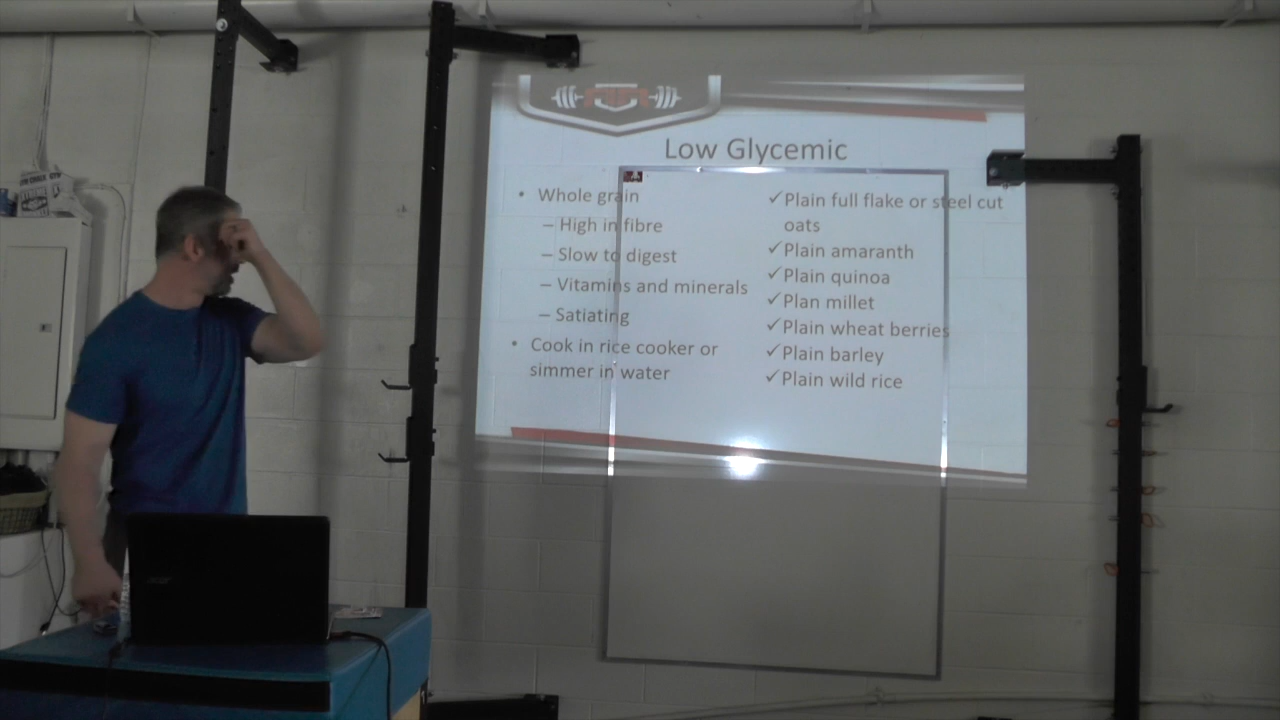 Low Glycemic
• Whole grain
– High in fibre
– Slow to digest
– Vitamins and minerals
– Satiating
• Cook in rice cooker or
simmer in water
✓Plain full flake or steel cut
oats
✓Plain amaranth
✓Plain quinoa
✓Plan millet
✓Plain wheat berries
✓Plain barley
✓Plain wild rice